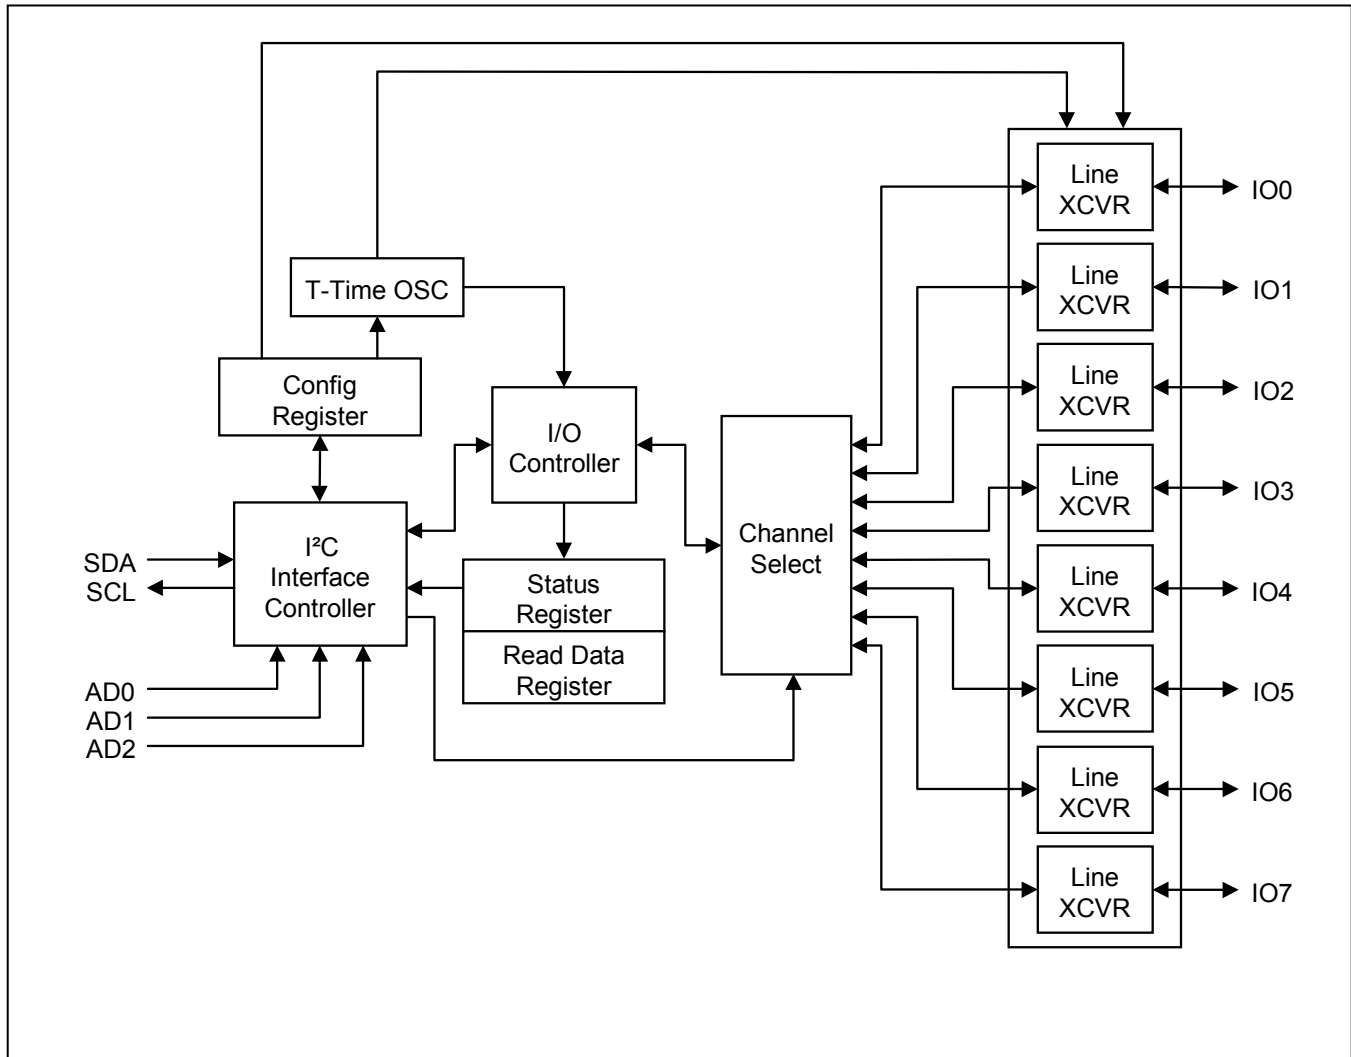 Line
XCVR
IO0
T-Time OSC
Line
XCVR
IO1
Config
Register
Line
XCVR
IO2
I/O
Controller
Line
XCVR
IO3
I²C
Interface
Controller
SDA
SCL
Channel
Select
Status
Register
Line
XCVR
IO4
Read Data
Register
AD0
AD1
AD2
Line
XCVR
IO5
Line
XCVR
IO6
Line
XCVR
IO7